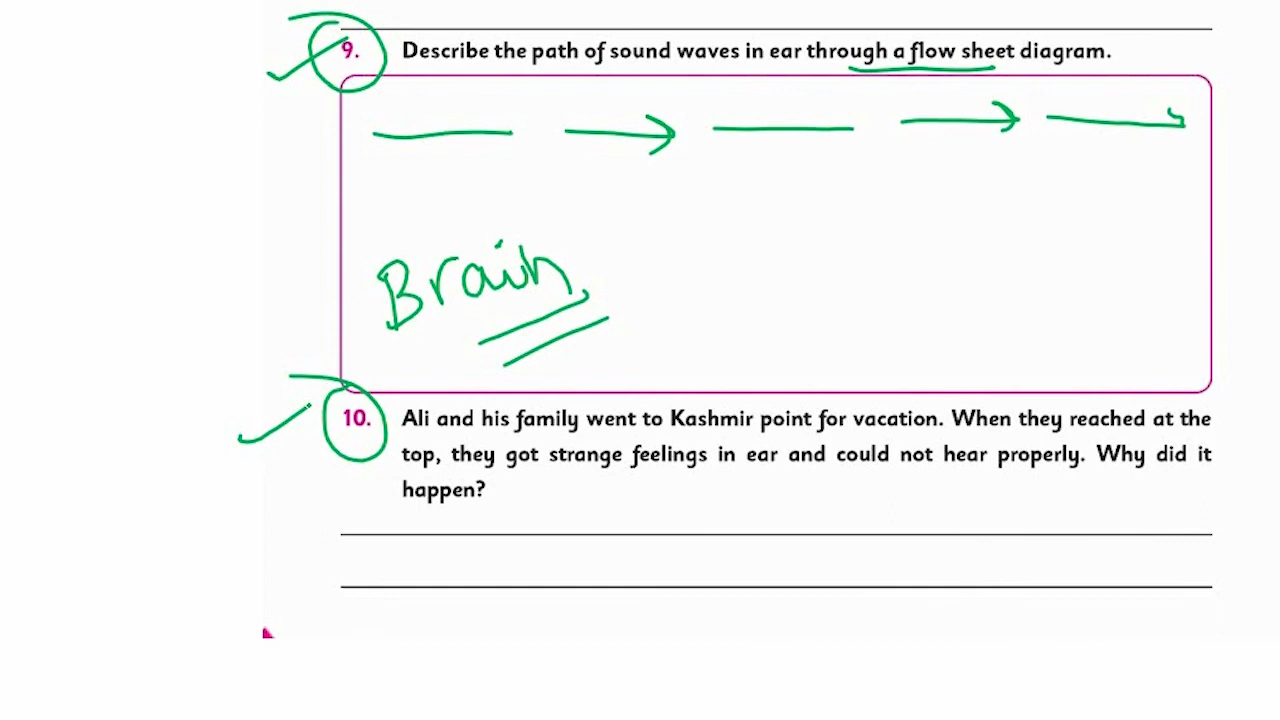 9. Describe the path of sound waves in ear through a flow sheet diagram.
Brain
10. Ali and his family went to Kashmir point for vacation. When they reached at the
top, they got strange feelings in ear and could not hear properly. Why did it
happen?